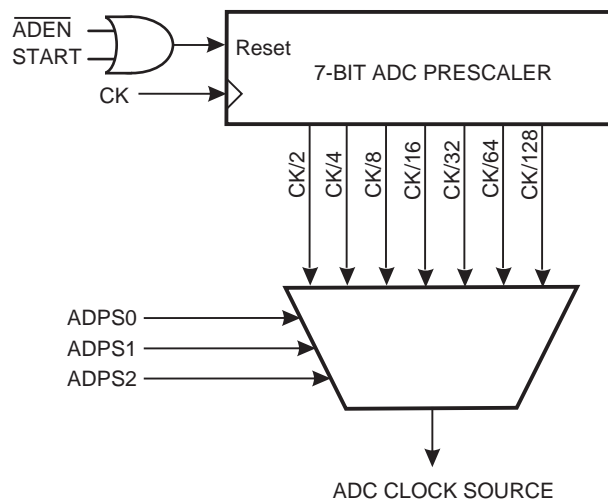 ADEN
START
Reset
7-BIT ADC PRESCALER
CK
CK/2
CK/4
CK/8
CK/16
CK/32
CK/64
CK/128
ADPS0
ADPS1
ADPS2
ADC CLOCK SOURCE